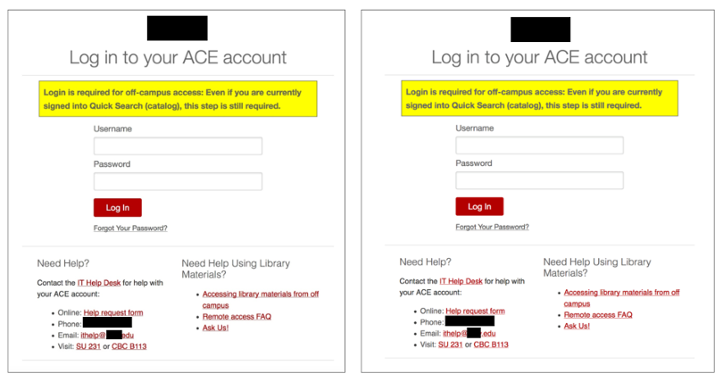 Log in to your ACE account
Login is required for off-campus access: Even if you are currently
signed into Quick Search (catalog), this step is still required.
Username
Password
Log In
Forgot Your Password?
Need Help?
Contact the IT Help Desk for help with
your ACE account:
• Online: Help request form
• Phone:
• Email: ithelp@ .edu
• Visit: SU 231 or CBC B113
Need Help Using Library
Materials?
• Accessing library materials from off
campus
• Remote access FAQ
• Ask Us!
Log in to your ACE account
Login is required for off-campus access: Even if you are currently
signed into Quick Search (catalog), this step is still required.
Username
Password
Log In
Forgot Your Password?
Need Help?
Contact the IT Help Desk for help with
your ACE account:
• Online: Help request form
• Phone:
• Email: ithelp@ .edu
• Visit: SU 231 or CBC B113
Need Help Using Library
Materials?
• Accessing library materials from off
campus
• Remote access FAQ
• Ask Us!